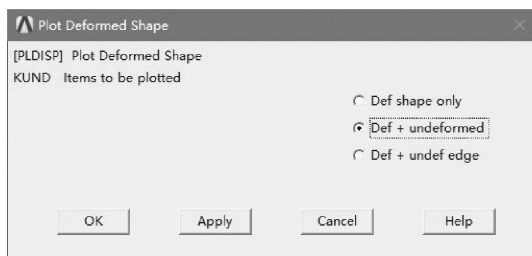 Plot Deformed Shape
[PLDISP] Plot Deformed Shape
KUND Items to be plotted
Def shape only
Def + undeformed
Def + undef edge
OK Apply Cancel Help